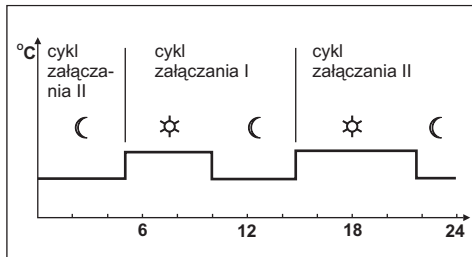 °C
cykl
załącza-
nia II
cykl
załączania I
cykl
załączania II
6 12 18 24